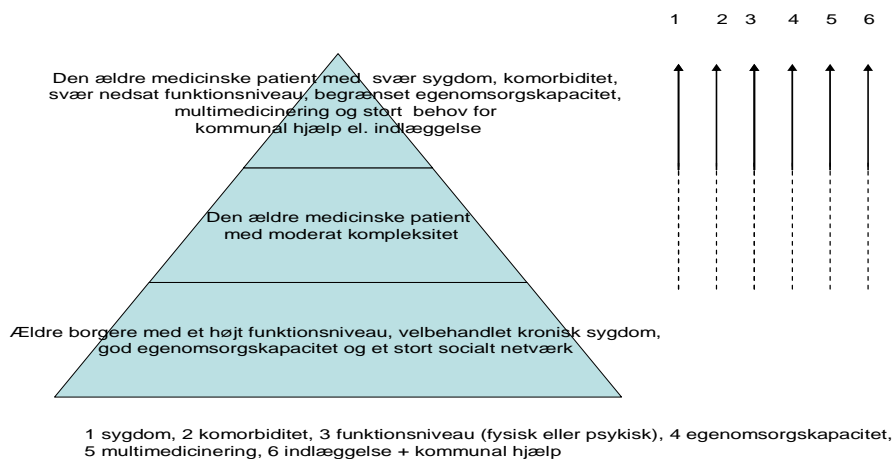 1 2 3 4 5 6
Den ældre medicinske patient med svær sygdom, komorbiditet,
svær nedsat funktionsniveau, begrænset egenomsorgskapacitet,
multimedicinering og stort behov for
kommunal hjælp el. indlæggelse
Den ældre medicinske patient
med moderat kompleksitet
Ældre borgere med et højt funktionsniveau, velbehandlet kronisk sygdom,
god egenomsorgskapacitet og et stort socialt netværk
1 sygdom, 2 komorbiditet, 3 funktionsniveau (fysisk eller psykisk), 4 egenomsorgskapacitet,
5 multimedicinering, 6 indlæggelse + kommunal hjælp